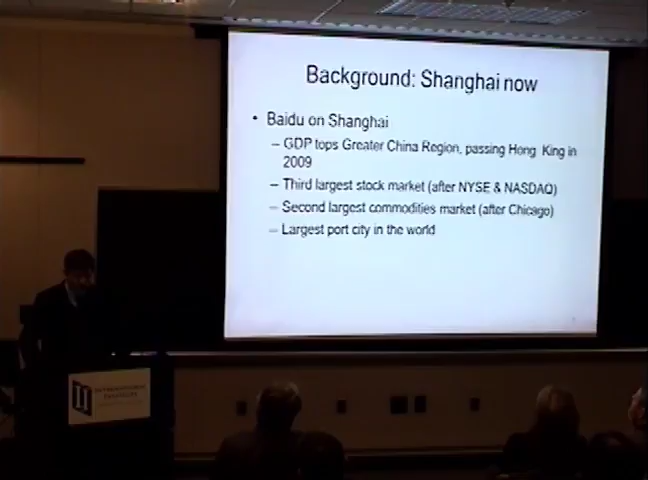 Background: Shanghai now
• Baidu on Shanghai
– GDP tops Greater China Region, passing Hong King in
2009
– Third largest stock market (after NYSE & NASDAQ)
– Second largest commodities market (after Chicago)
– Largest port city in the world